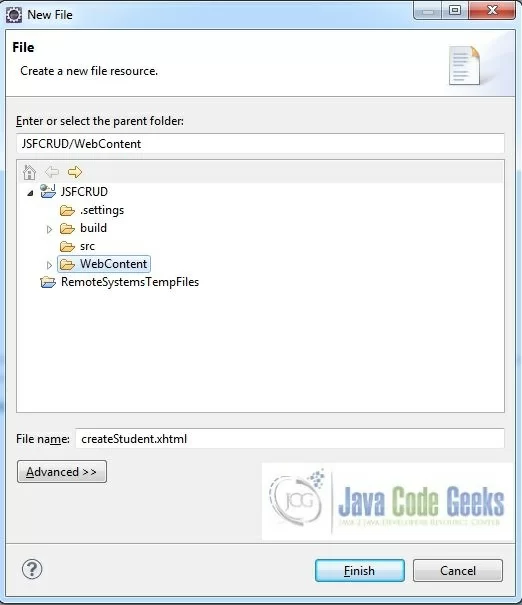 New File
File
Create a new file resource.
Enter or select the parent folder:
JSFCRUD/WebContent
JSFCRUD
.settings
build
src
WebContent
RemoteSystemsTempFiles
File name: createStudent.xhtml
Advanced >>
JCG Java Code Geeks
Java 2 Java Developers Resource Center
Finish Cancel